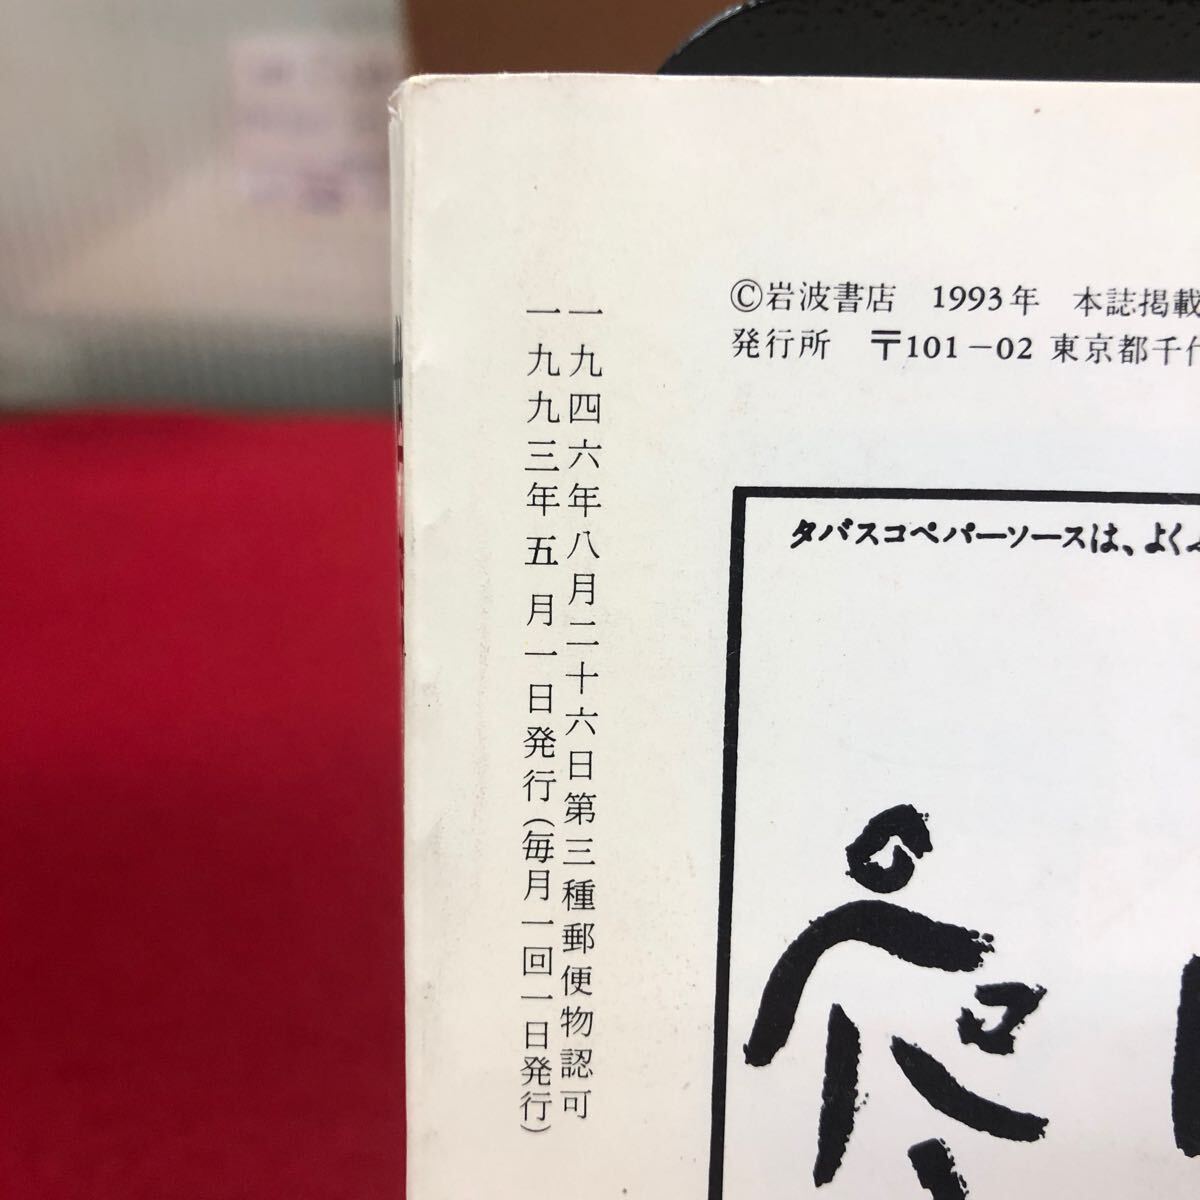 ©岩波書店 1993年 本誌掲載
発行所 〒101-02 東京都千代
一九四六年八月二十六日第三種郵便物認可
一九九三年五月一日発行(毎月一回一日発行)
タバスコペパーソースは、よく